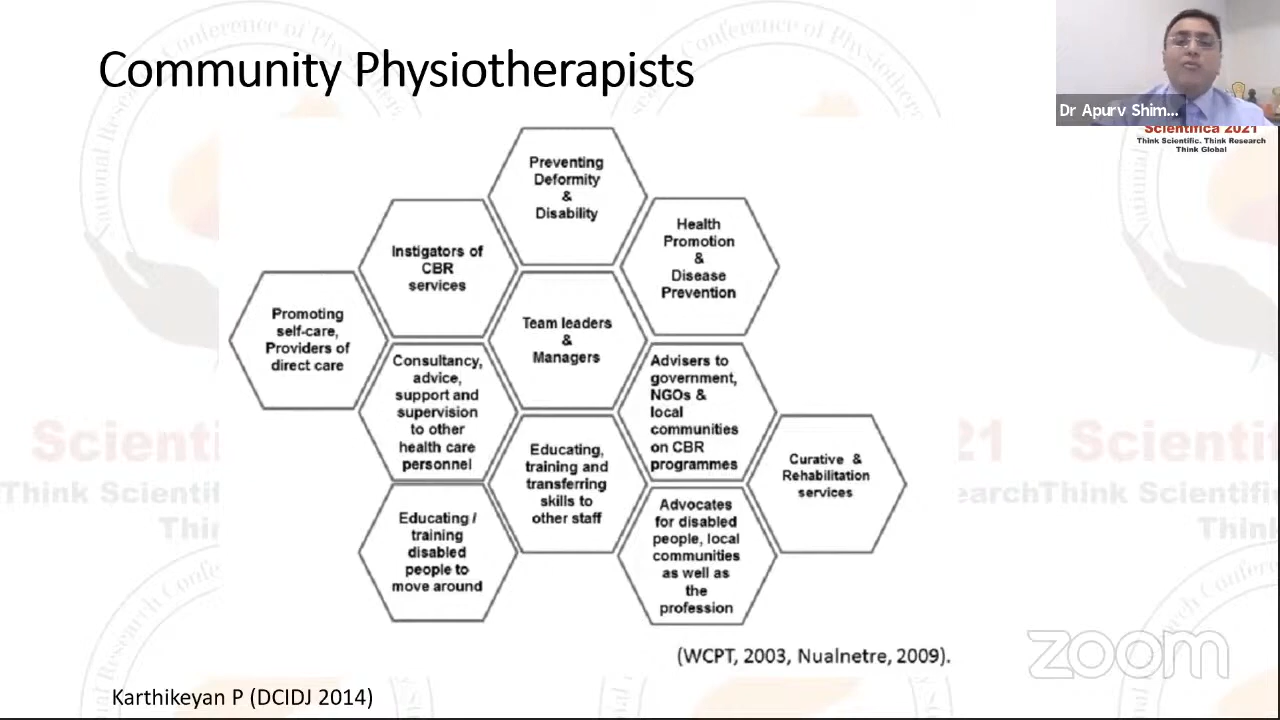 Community Physiotherapists
Dr Apurv Shim...
Scientifica 2021
Think Scientific. Think Research
Think Global
Preventing
Deformity
&
Disability
Instigators of
CBR
services
Health
Promotion
&
Disease
Prevention
Promoting
self-care,
Providers of
direct care
Team leaders
&
Managers
Consultancy,
advice,
support and
supervision
to other
health care
personnel
Advisers to
government,
NGOs &
local
communities
on CBR
programmes
Educating,
training and
transferring
skills to
other staff
Curative &
Rehabilitation
services
Educating /
training
disabled
people to
move around
Advocates
for disabled
people, local
communities
as well as
the
profession
(WCPT, 2003, Nualnetre, 2009).
Karthikeyan P (DCIDJ 2014)
zoom